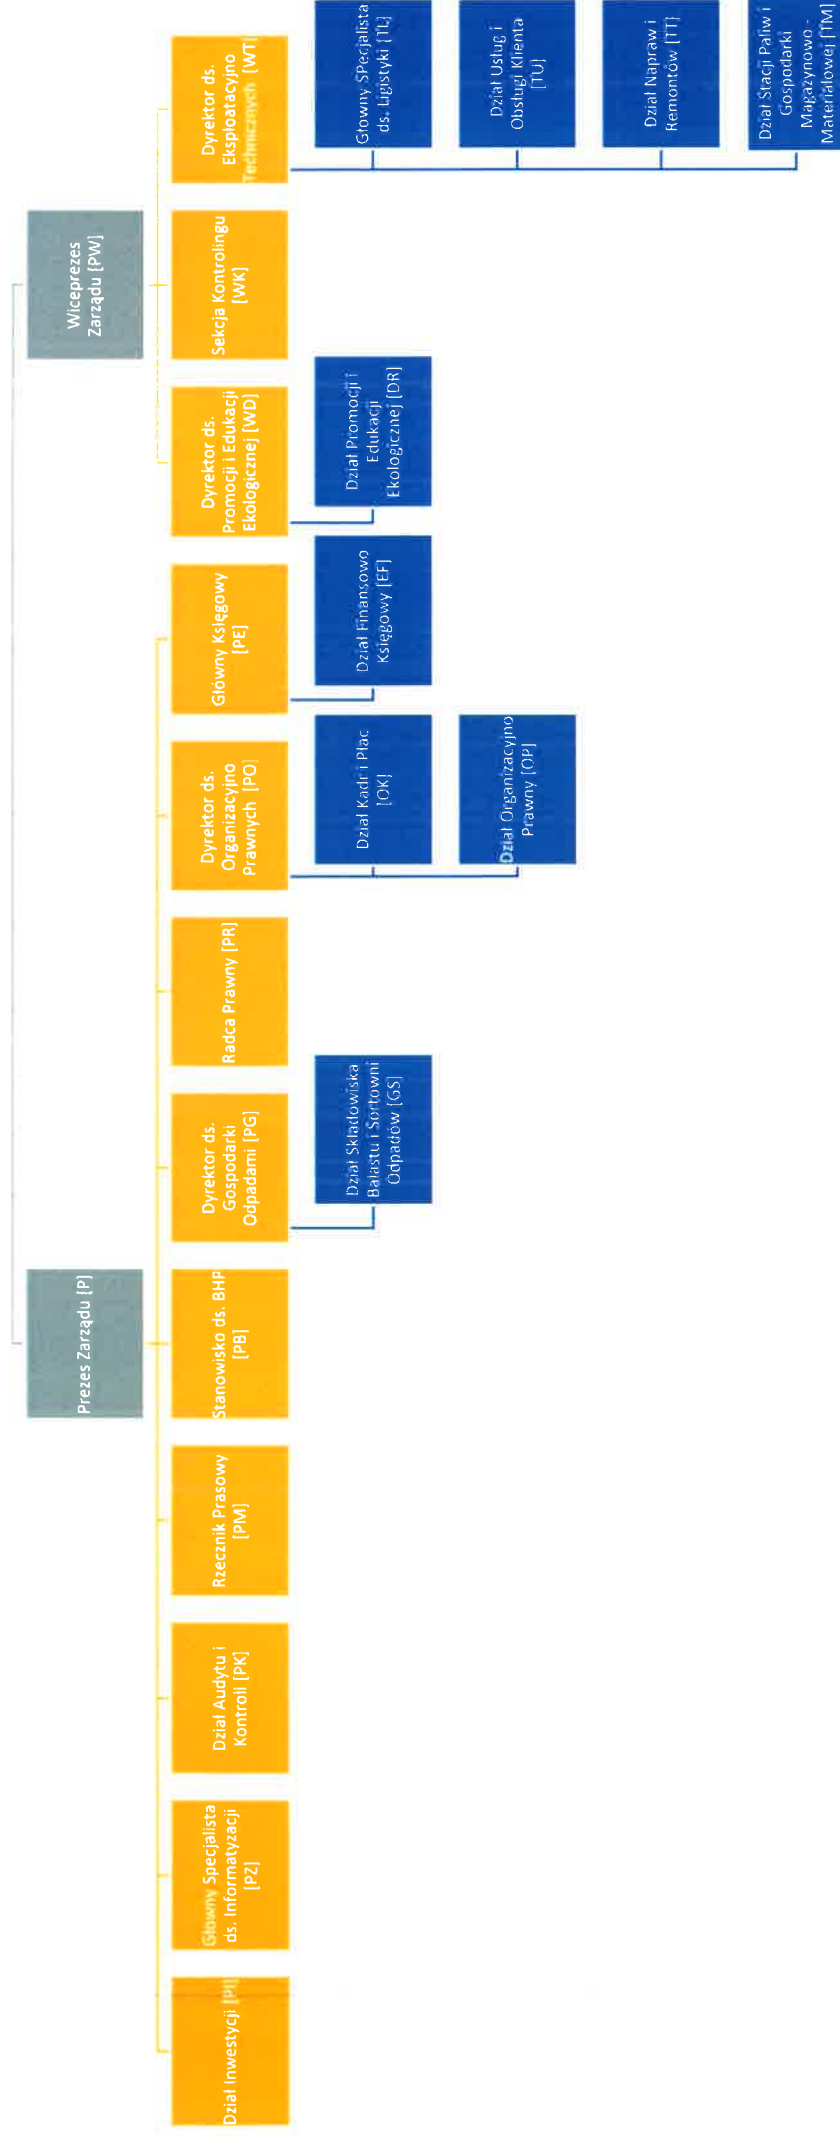 Prezes Zarządu [P]
Wiceprezes
Zarządu [PW]
Dział Inwestycji [PI]
Główny Specjalista
ds. Informatyzacji
[PZ]
Dział Audytu i
Kontroli [PK]
Rzecznik Prasowy
[PM]
Stanowisko ds. BHP
[PB]
Dyrektor ds.
Gospodarki
Odpadami [PG]
Radca Prawny [PR]
Dyrektor ds.
Organizacyjno
Prawnych [PO]
Główny Księgowy
[PE]
Dyrektor ds.
Promocji i Edukacji
Ekologicznej [WD]
Sekcja Kontrolingu
[WK]
Dyrektor ds.
Eksploatacyjno
Technicznych [WT]
Dział Składowiska
Balastu i Sortowni
Odpadów [GS]
Dział Kadr i Płac
[OK]
Dział Organizacyjno
Prawny [OP]
Dział Finansowo
Księgowy [EF]
Dział Promocji i
Edukacji
Ekologicznej [DR]
Główny SPecjalista
ds. Ligistyki [TL]
Dział Usług i
Obsługi Klienta
[TU]
Dział Napraw i
Remontów [TT]
Dział Stacji Paliw i
Gospodarki
Magazynowo -
Materiałowej [TM]